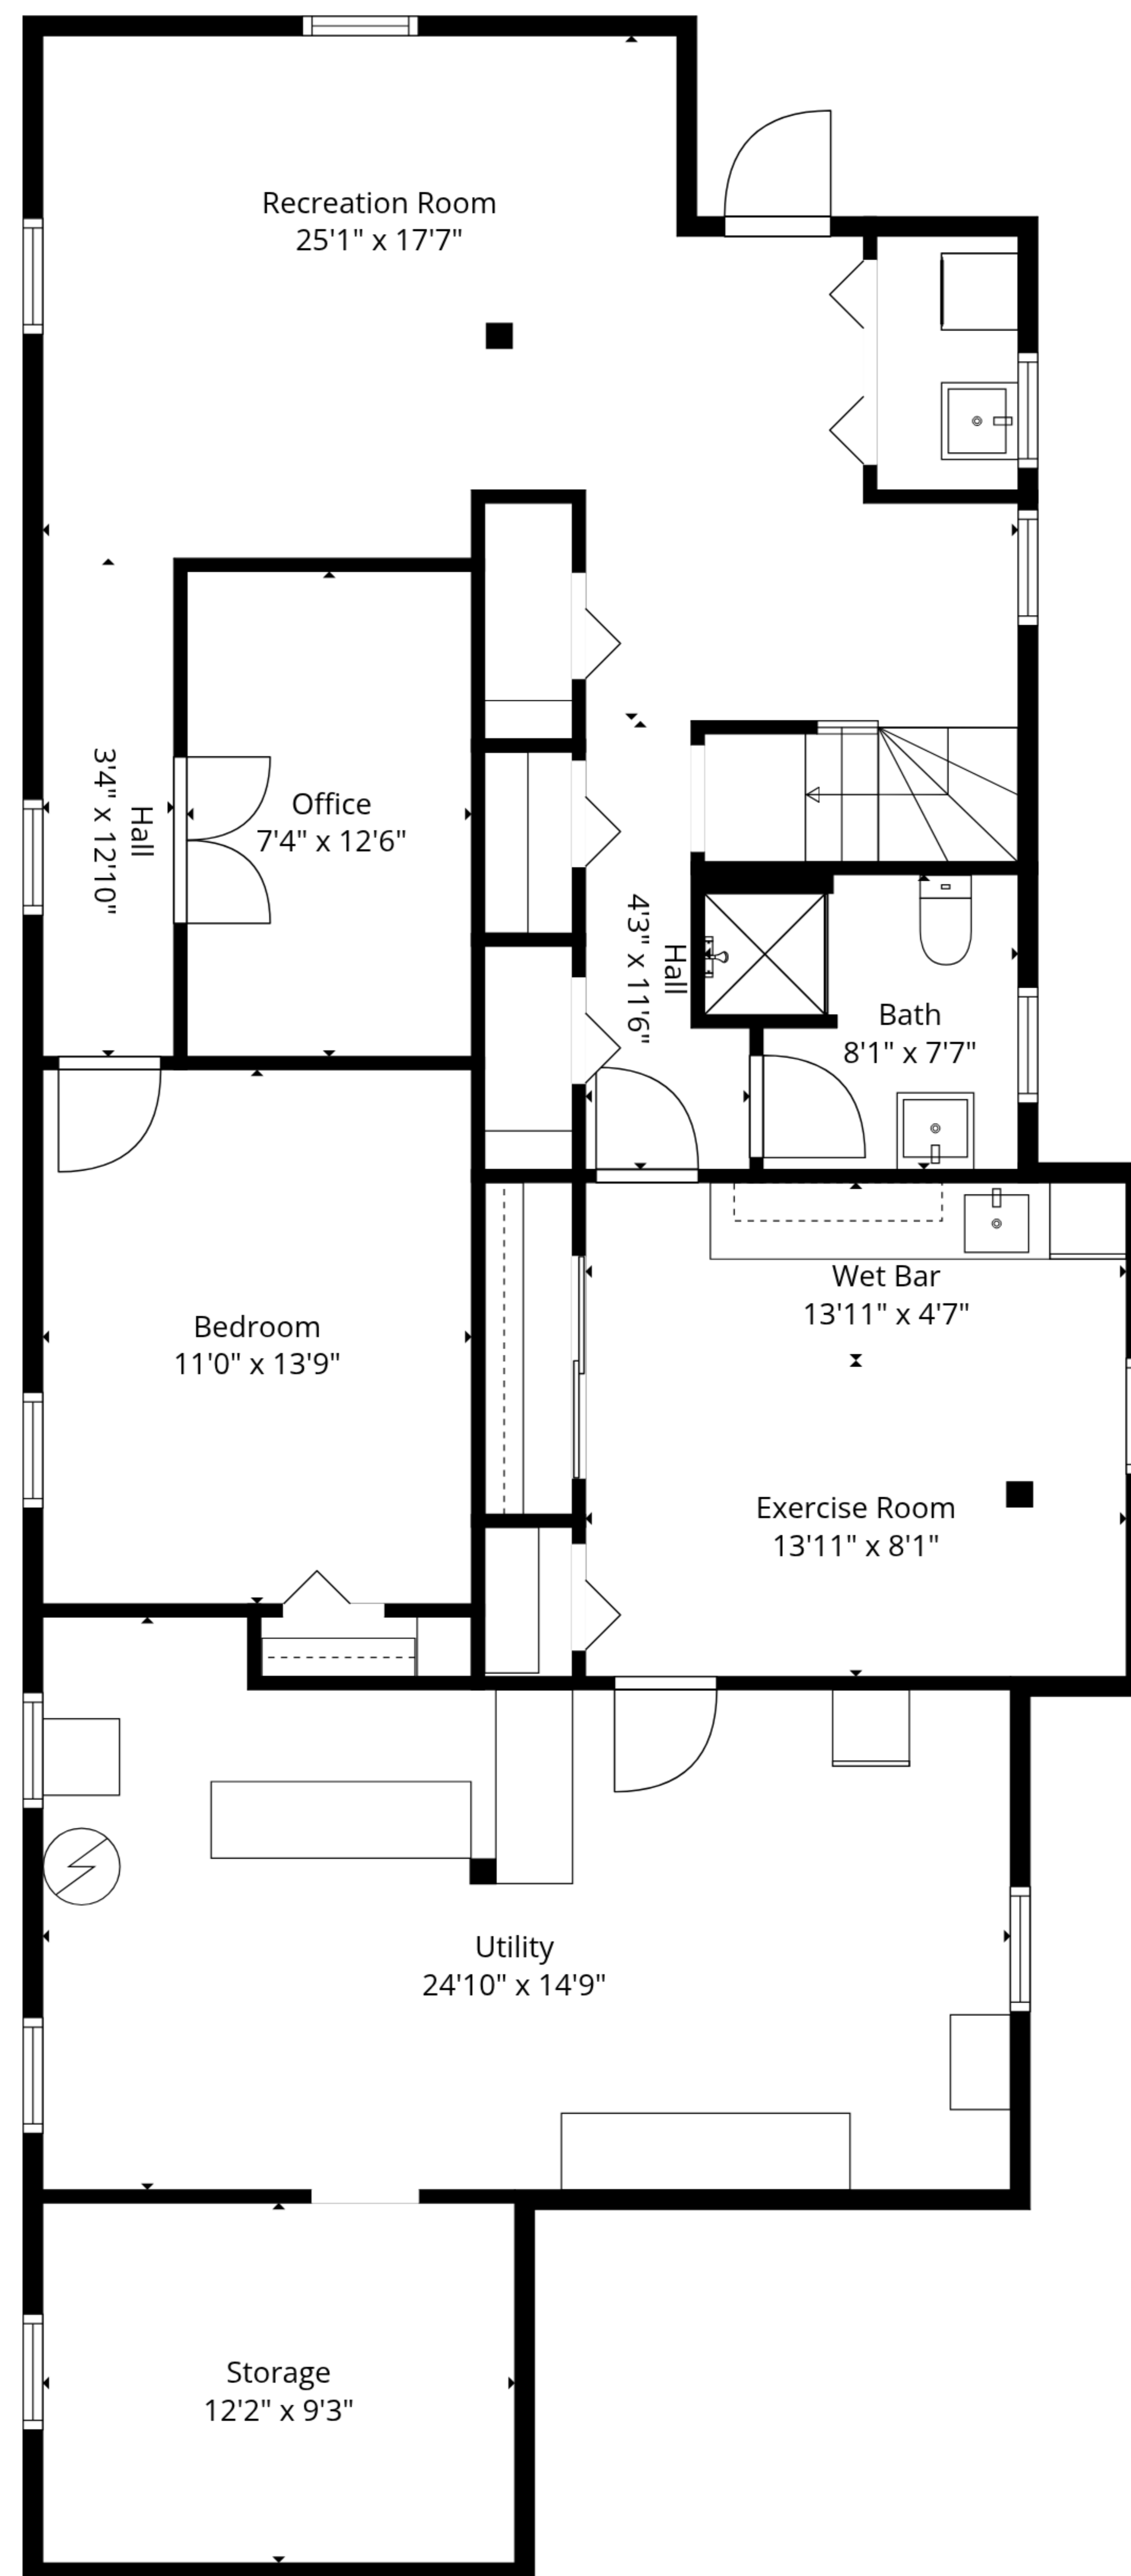 Recreation Room
25'1" x 17'7"
Hall
3'4" x 12'10"
Office
7'4" x 12'6"
Hall
4'3" x 11'6"
Bath
8'1" x 7'7"
Wet Bar
13'11" x 4'7"
Bedroom
11'0" x 13'9"
Exercise Room
13'11" x 8'1"
Utility
24'10" x 14'9"
Storage
12'2" x 9'3"